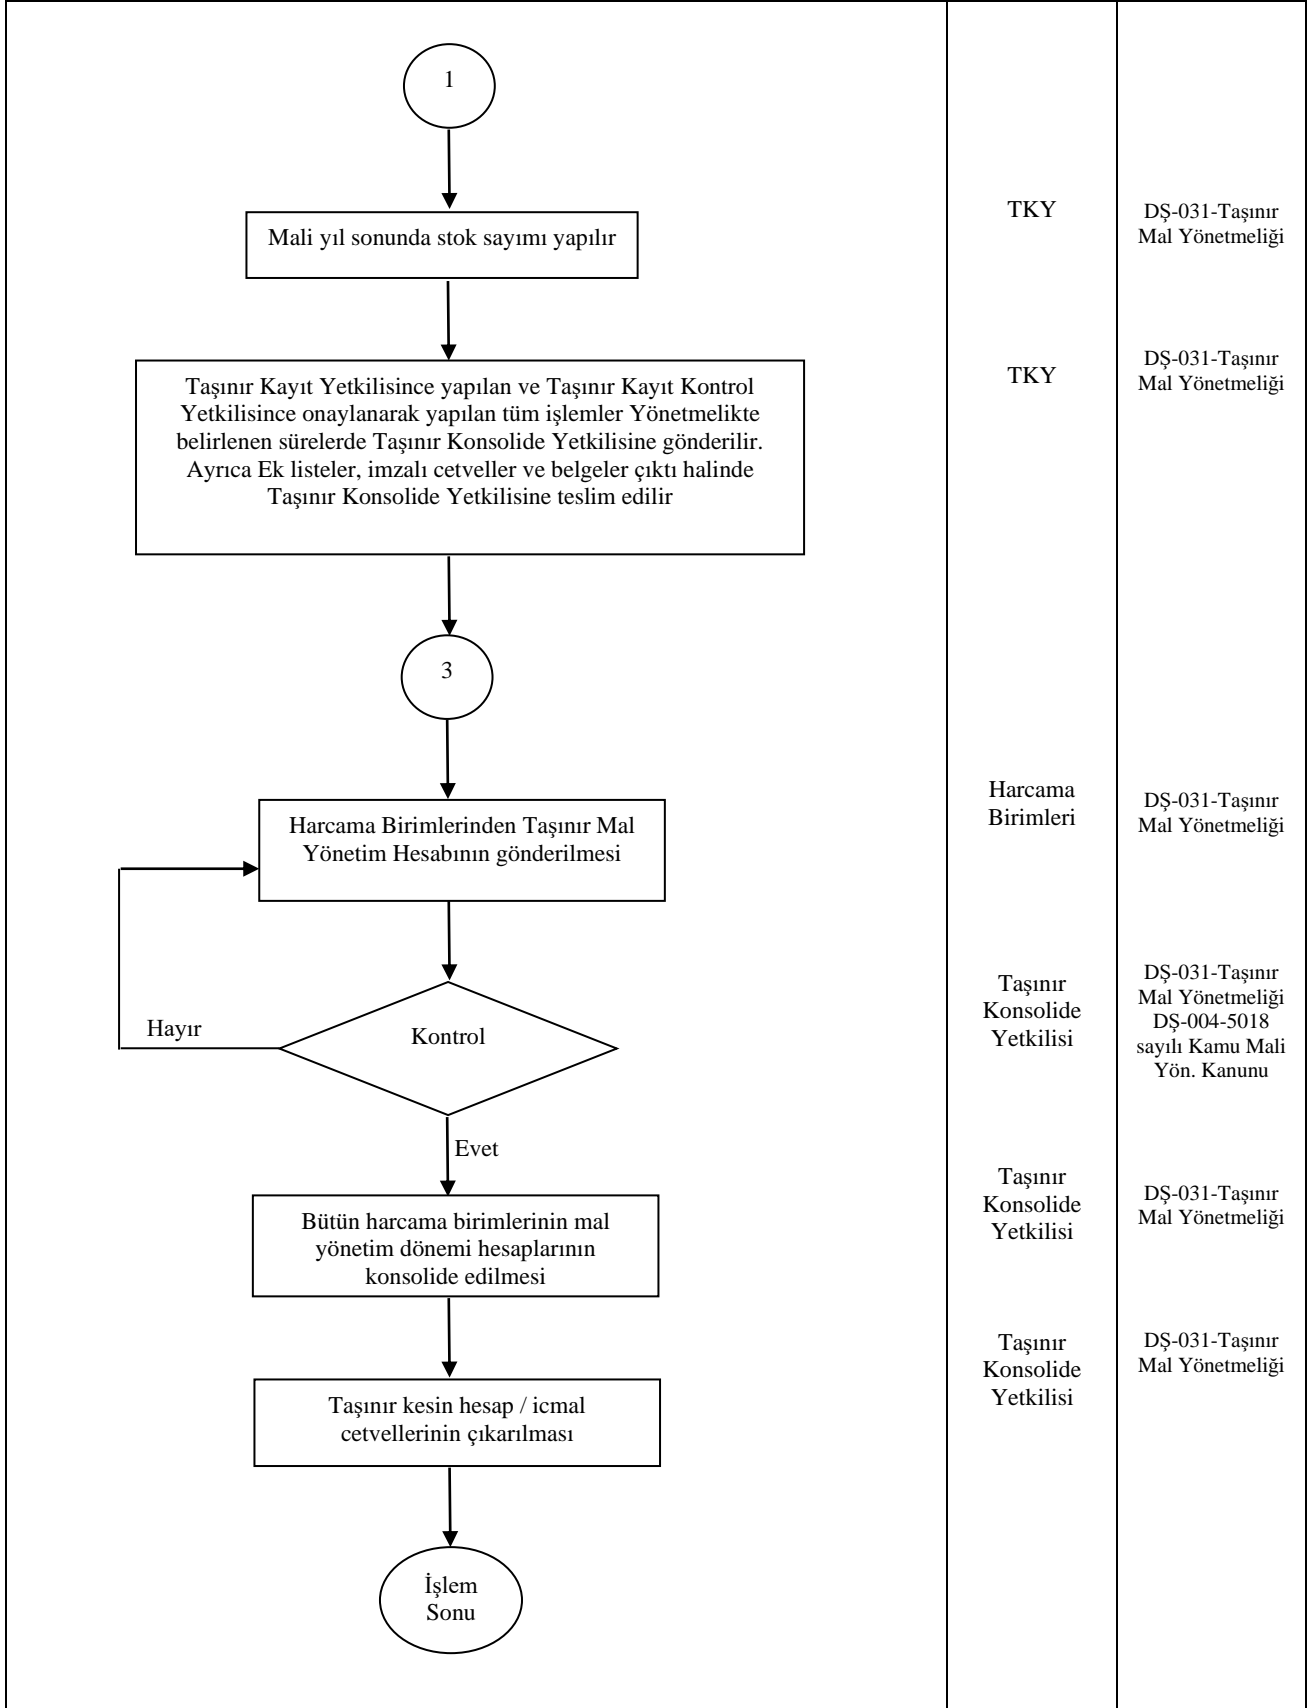 1
Mali yıl sonunda stok sayımı yapılır
TKY
DŞ-031-Taşınır
Mal Yönetmeliği
Taşınır Kayıt Yetkilisince yapılan ve Taşınır Kayıt Kontrol
Yetkilisince onaylanarak yapılan tüm işlemler Yönetmelikte
belirlenen sürelerde Taşınır Konsolide Yetkilisine gönderilir.
Ayrıca Ek listeler, imzalı cetveller ve belgeler çıktı halinde
Taşınır Konsolide Yetkilisine teslim edilir
TKY
DŞ-031-Taşınır
Mal Yönetmeliği
3
Harcama Birimlerinden Taşınır Mal
Yönetim Hesabının gönderilmesi
Harcama
Birimleri
DŞ-031-Taşınır
Mal Yönetmeliği
Hayır
Kontrol
Taşınır
Konsolide
Yetkilisi
DŞ-031-Taşınır
Mal Yönetmeliği
DŞ-004-5018
sayılı Kamu Mali
Yön. Kanunu
Evet
Bütün harcama birimlerinin mal
yönetim dönemi hesaplarının
konsolide edilmesi
Taşınır
Konsolide
Yetkilisi
DŞ-031-Taşınır
Mal Yönetmeliği
Taşınır kesin hesap / icmal
cetvellerinin çıkarılması
Taşınır
Konsolide
Yetkilisi
DŞ-031-Taşınır
Mal Yönetmeliği
İşlem
Sonu